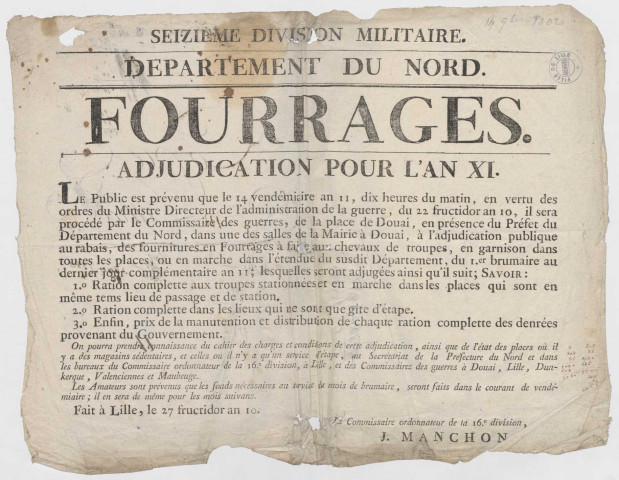 SEIZIÈME DIVISION MILITAIRE.
DEPARTEMENT DU NORD.
FOURRAGES.
ADJUDICATION POUR L'AN XI.
LE Public est prévenu que le 14 vendémiaire an 11, dix heures du matin, en vertu des
ordres du Ministre Directeur de l'administration de la guerre, du 22 fructidor an 10, il sera
procédé par le Commissaire des guerres, de la place de Douai, en présence du Préfet du
Département du Nord, dans une des salles de la Mairie à Douai, à l'adjudication publique
au rabais, des fournitures en Fourages à faire aux chevaux de troupes, en garnison dans
toutes les places, ou en marche dans l'étendue du susdit Département, du 1.er brumaire au
dernier jour complémentaire an 11; lesquelles seront adjugées ainsi qu'il suit; SAVOIR :
1.o Ration complette aux troupes stationnées et en marche dans les places qui sont en
même tems lieu de passage et de station.
2.o Ration complette dans les lieux qui ne sont que gîte d'étape.
3.o Enfin, prix de la manutention et distribution de chaque ration complette des denrées
provenant du Gouvernement.
On pourra prendre connaissance du cahier des charges et conditions de cette adjudication, ainsi que de l'état des places où il
y a des magasins sédentaires, et celles où il n'y a qu'un service d'étape, au Secrétariat de la Préfecture du Nord et dans
les bureaux du Commissaire ordonnateur de la 16.e division, à Lille, et des Commissaires des guerres à Douai, Lille, Dun-
kerque, Valenciennes et Maubeuge.
Les Amateurs sont prévenus que les fonds nécessaires au service de mois de brumaire, seront faits dans le courant de vendé-
miaire; il en sera de même pour les mois suivans.
Fait à Lille, le 27 fructidor an 10.
Le Commissaire ordonnateur de la 16.e division,
J. MANCHON